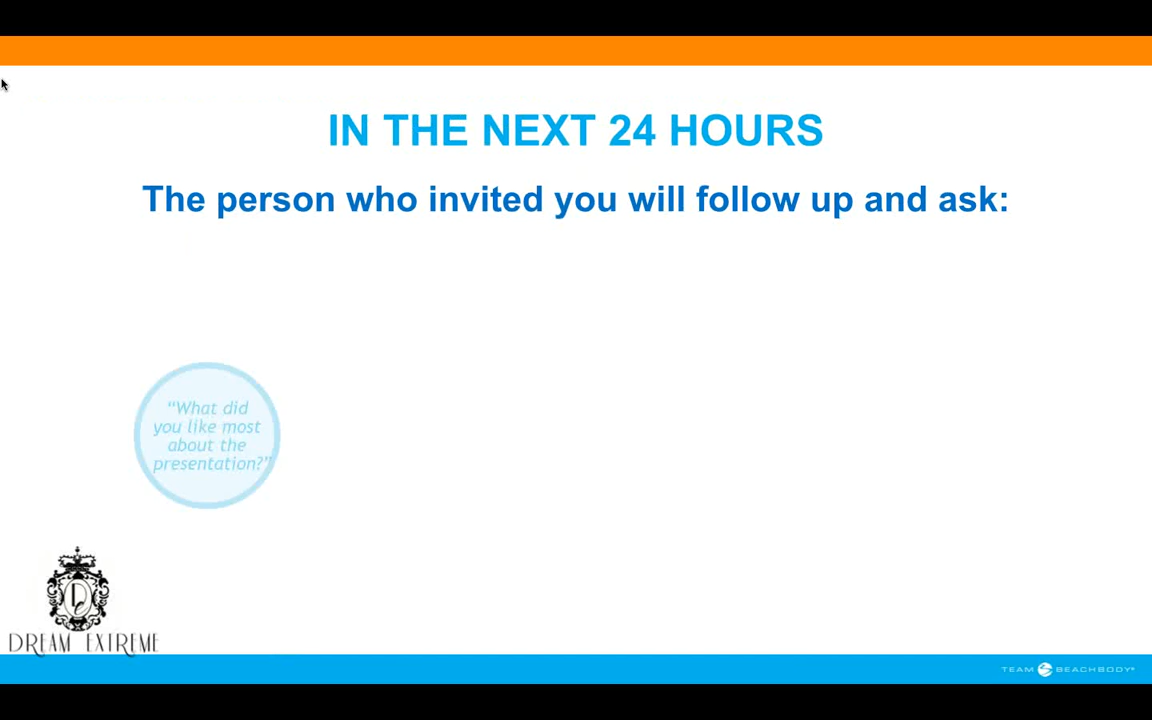 IN THE NEXT 24 HOURS
The person who invited you will follow up and ask:
“What did
you like most
about the
presentation?”
D
DREAM EXTREME
TEAM BEACHBODY®